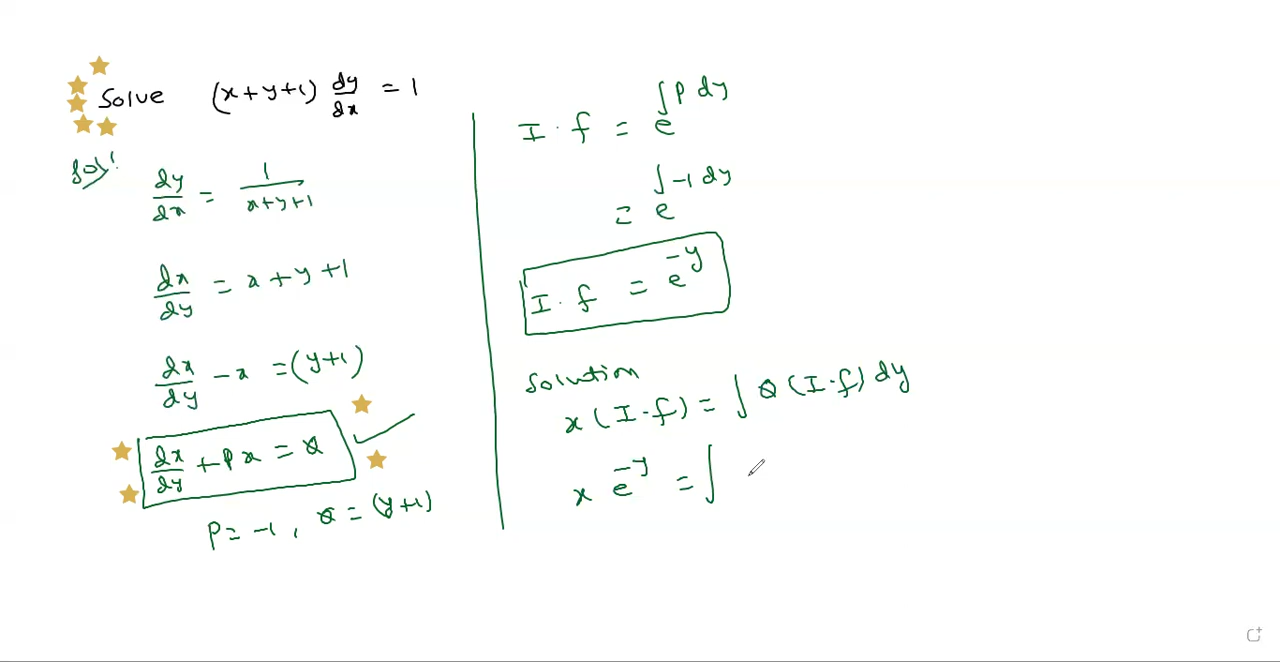 Solve (x+y+1) dy/dx = 1
Sol:
dy/dx = 1/(x+y+1)
dx/dy = x+y+1
dx/dy - x = (y+1)
dx/dy + Px = Q
P = -1, Q = (y+1)
I.f = e^∫P dy
= e^∫-1 dy
I.f = e^-y
Solution
x (I.f) = ∫ Q (I.f) dy
x e^-y = ∫